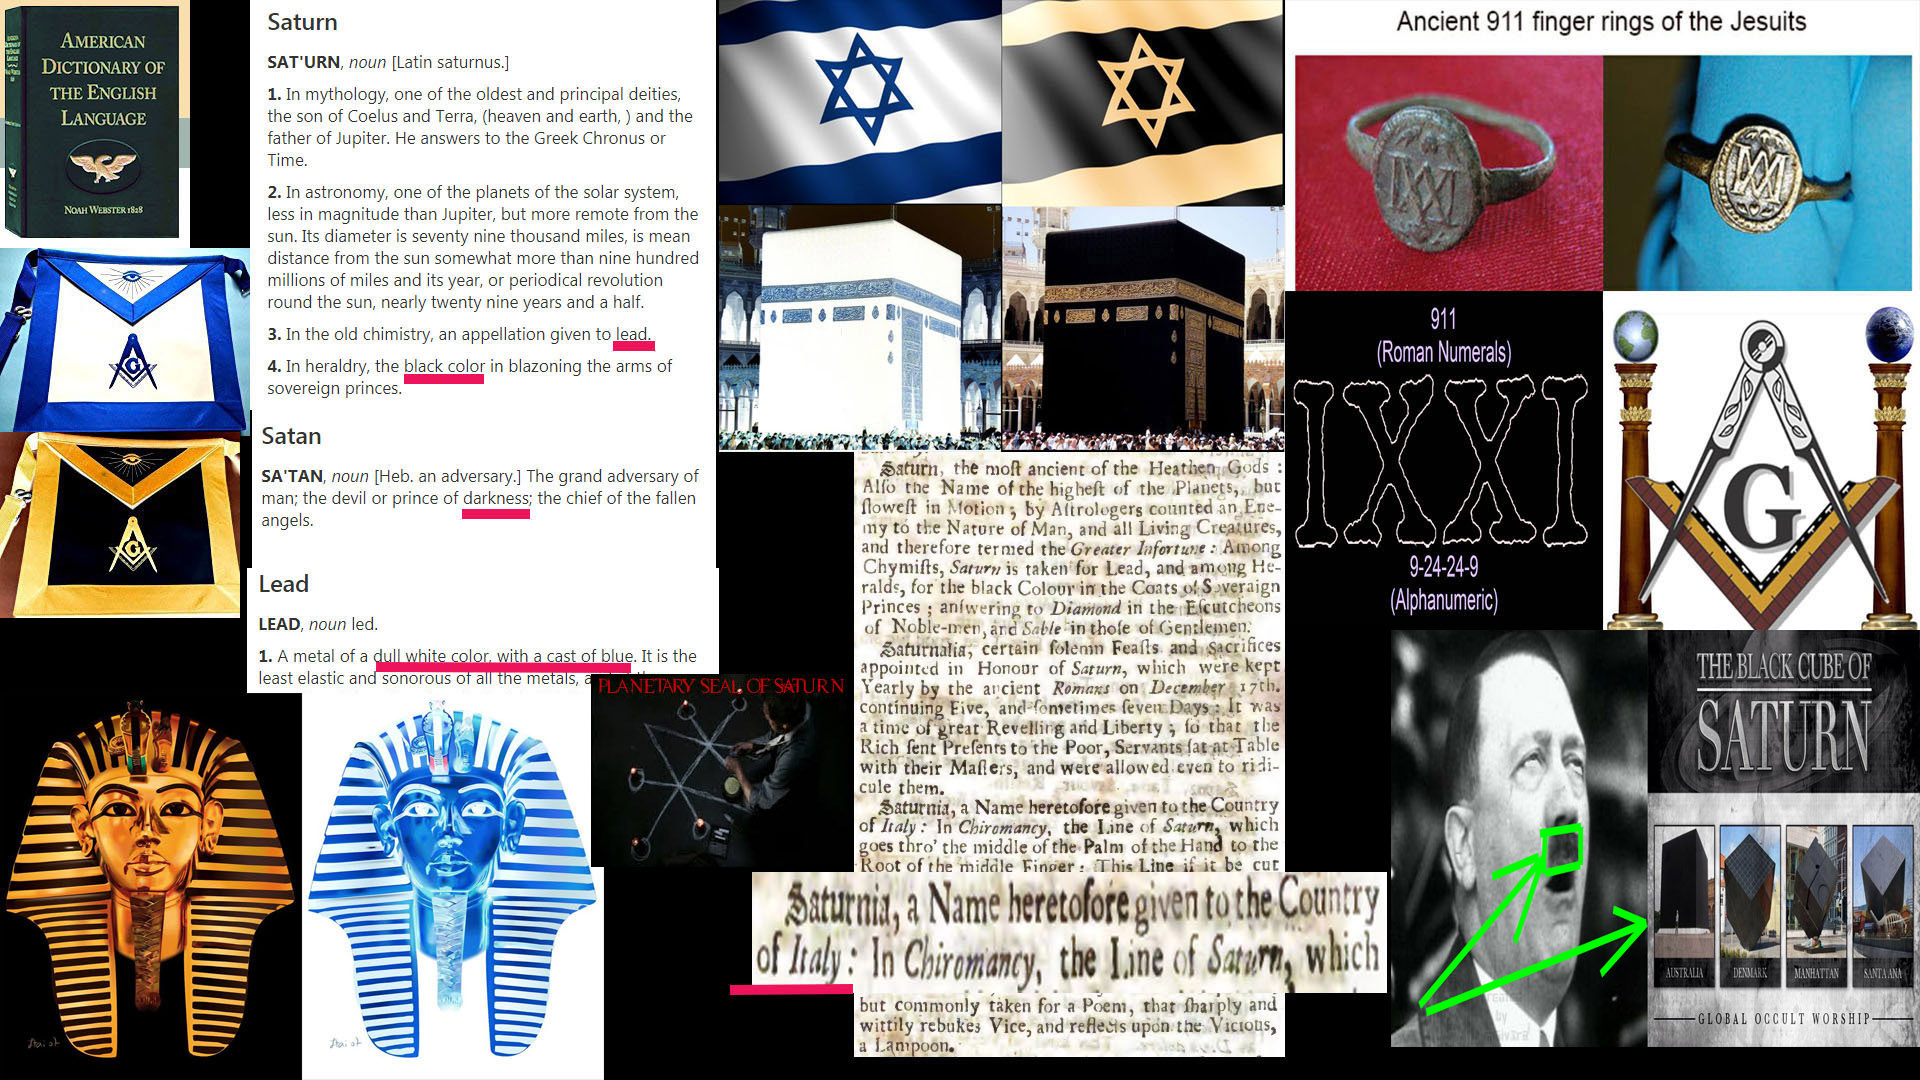 AMERICAN
DICTIONARY OF
THE ENGLISH
LANGUAGE
NOAH WEBSTER 1828
Saturn
SAT'URN, noun [Latin saturnus.]
1. In mythology, one of the oldest and principal deities,
the son of Coelus and Terra, (heaven and earth, ) and the
father of Jupiter. He answers to the Greek Chronus or
Time.
2. In astronomy, one of the planets of the solar system,
less in magnitude than Jupiter, but more remote from the
sun. Its diameter is seventy nine thousand miles, is mean
distance from the sun somewhat more than nine hundred
millions of miles and its year, or periodical revolution
round the sun, nearly twenty nine years and a half.
3. In the old chimistry, an appellation given to lead.
4. In heraldry, the black color in blazoning the arms of
sovereign princes.
Satan
SA'TAN, noun [Heb. an adversary.] The grand adversary of
man; the devil or prince of darkness; the chief of the fallen
angels.
Lead
LEAD, noun led.
1. A metal of a dull white color, with a cast of blue. It is the
least elastic and sonorous of all the metals,
G
G
PLANETARY SEAL OF SATURN
Saturn, the moſt ancient of the Heathen Gods :
Alſo the Name of the higheſt of the Planets, but
ſloweſt in Motion ; by Aſtrologers counted an Ene-
my to the Nature of Man, and all Living Creatures,
and therefore termed the Greater Infortune : Among
Chymiſts, Saturn is taken for Lead, and among He-
ralds, for the black Colour in the Coats of Soveraign
Princes ; anſwering to Diamond in the Eſcutcheons
of Noble-men, and Sable in thoſe of Gentlemen.
Saturnalia, certain ſolemn Feaſts and Sacrifices
appointed in Honour of Saturn, which were kept
Yearly by the ancient Romans on December 17th.
continuing Five, and ſometimes ſeven Days : It was
a time of great Revelling and Liberty ; ſo that the
Rich ſent Preſents to the Poor, Servants ſat at Table
with their Maſters, and were allowed even to ridi-
cule them.
Saturnia, a Name heretofore given to the Country
of Italy : In Chiromancy, the Line of Saturn, which
goes thro' the middle of the Palm of the Hand to the
Root of the middle Finger : This Line if it be cut
Saturnia, a Name heretofore given to the Country
of Italy : In Chiromancy, the Line of Saturn, which
but commonly taken for a Poem, that ſharply and
wittily rebukes Vice, and reflects upon the Vicious,
a Lampoon.
Ancient 911 finger rings of the Jesuits
911
(Roman Numerals)
IXXI
9-24-24-9
(Alphanumeric)
G
THE BLACK CUBE OF
SATURN
AUSTRALIA
DENMARK
MANHATTAN
SANTA ANA
GLOBAL OCCULT WORSHIP